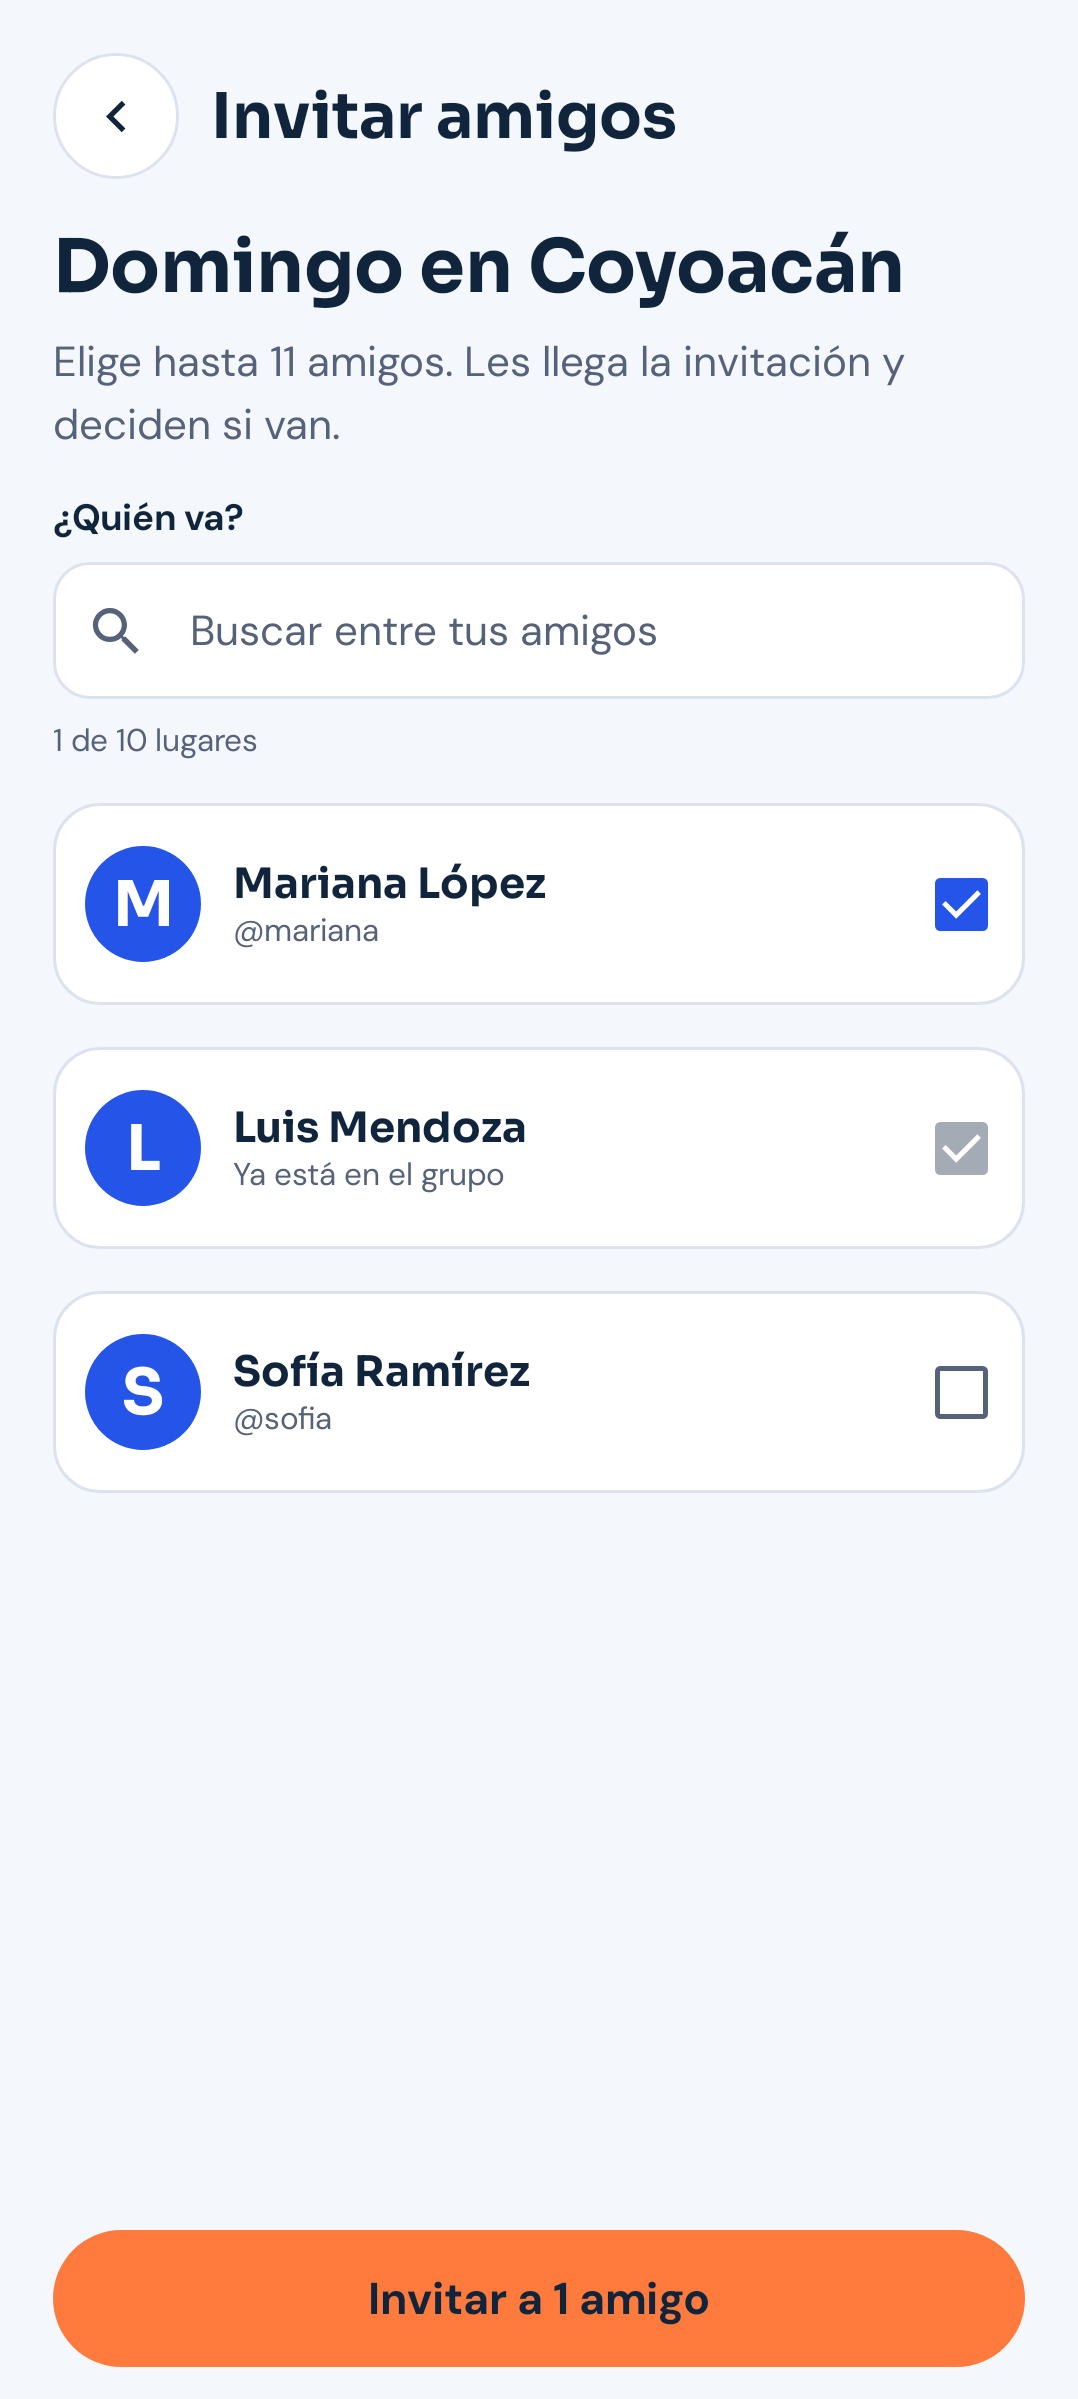 Invitar amigos
Domingo en Coyoacán
Elige hasta 11 amigos. Les llega la invitación y
deciden si van.
¿Quién va?
Buscar entre tus amigos
1 de 10 lugares
M
Mariana López
@mariana
L
Luis Mendoza
Ya está en el grupo
S
Sofía Ramírez
@sofia
Invitar a 1 amigo